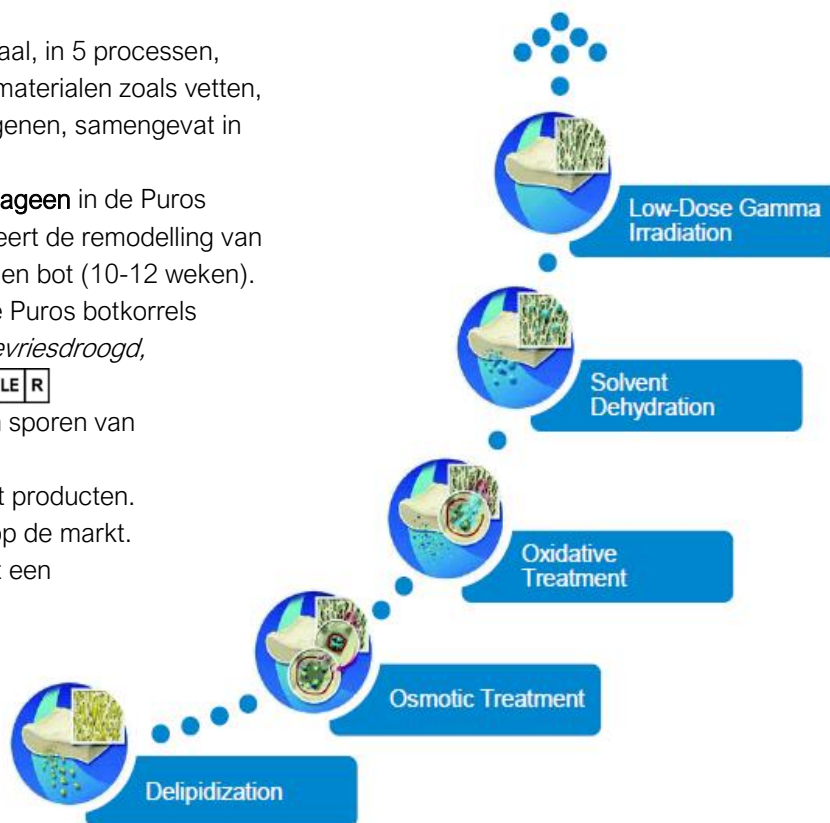 aal, in 5 processen,
materialen zoals vetten,
genen, samengevat in
ageen in de Puros
eert de remodelling van
en bot (10-12 weken).
e Puros botkorrels
evriesdroogd,
LE R
n sporen van
t producten.
op de markt.
t een
Low-Dose Gamma
Irradiation
Solvent
Dehydration
Oxidative
Treatment
Osmotic Treatment
Delipidization